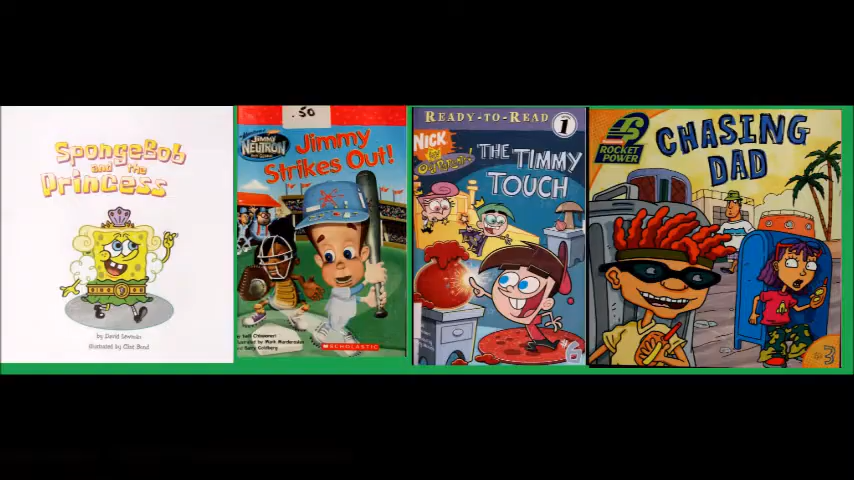 SpongeBob
and the
Princess
by David Lewman
illustrated by Clint Bond
.50
JIMMY
NEUTRON
Jimmy
Strikes Out!
SCHOLASTIC
READY-TO-READ
1
NICK
THE TIMMY
TOUCH
#6
ROCKET
POWER
CHASING
DAD
#3